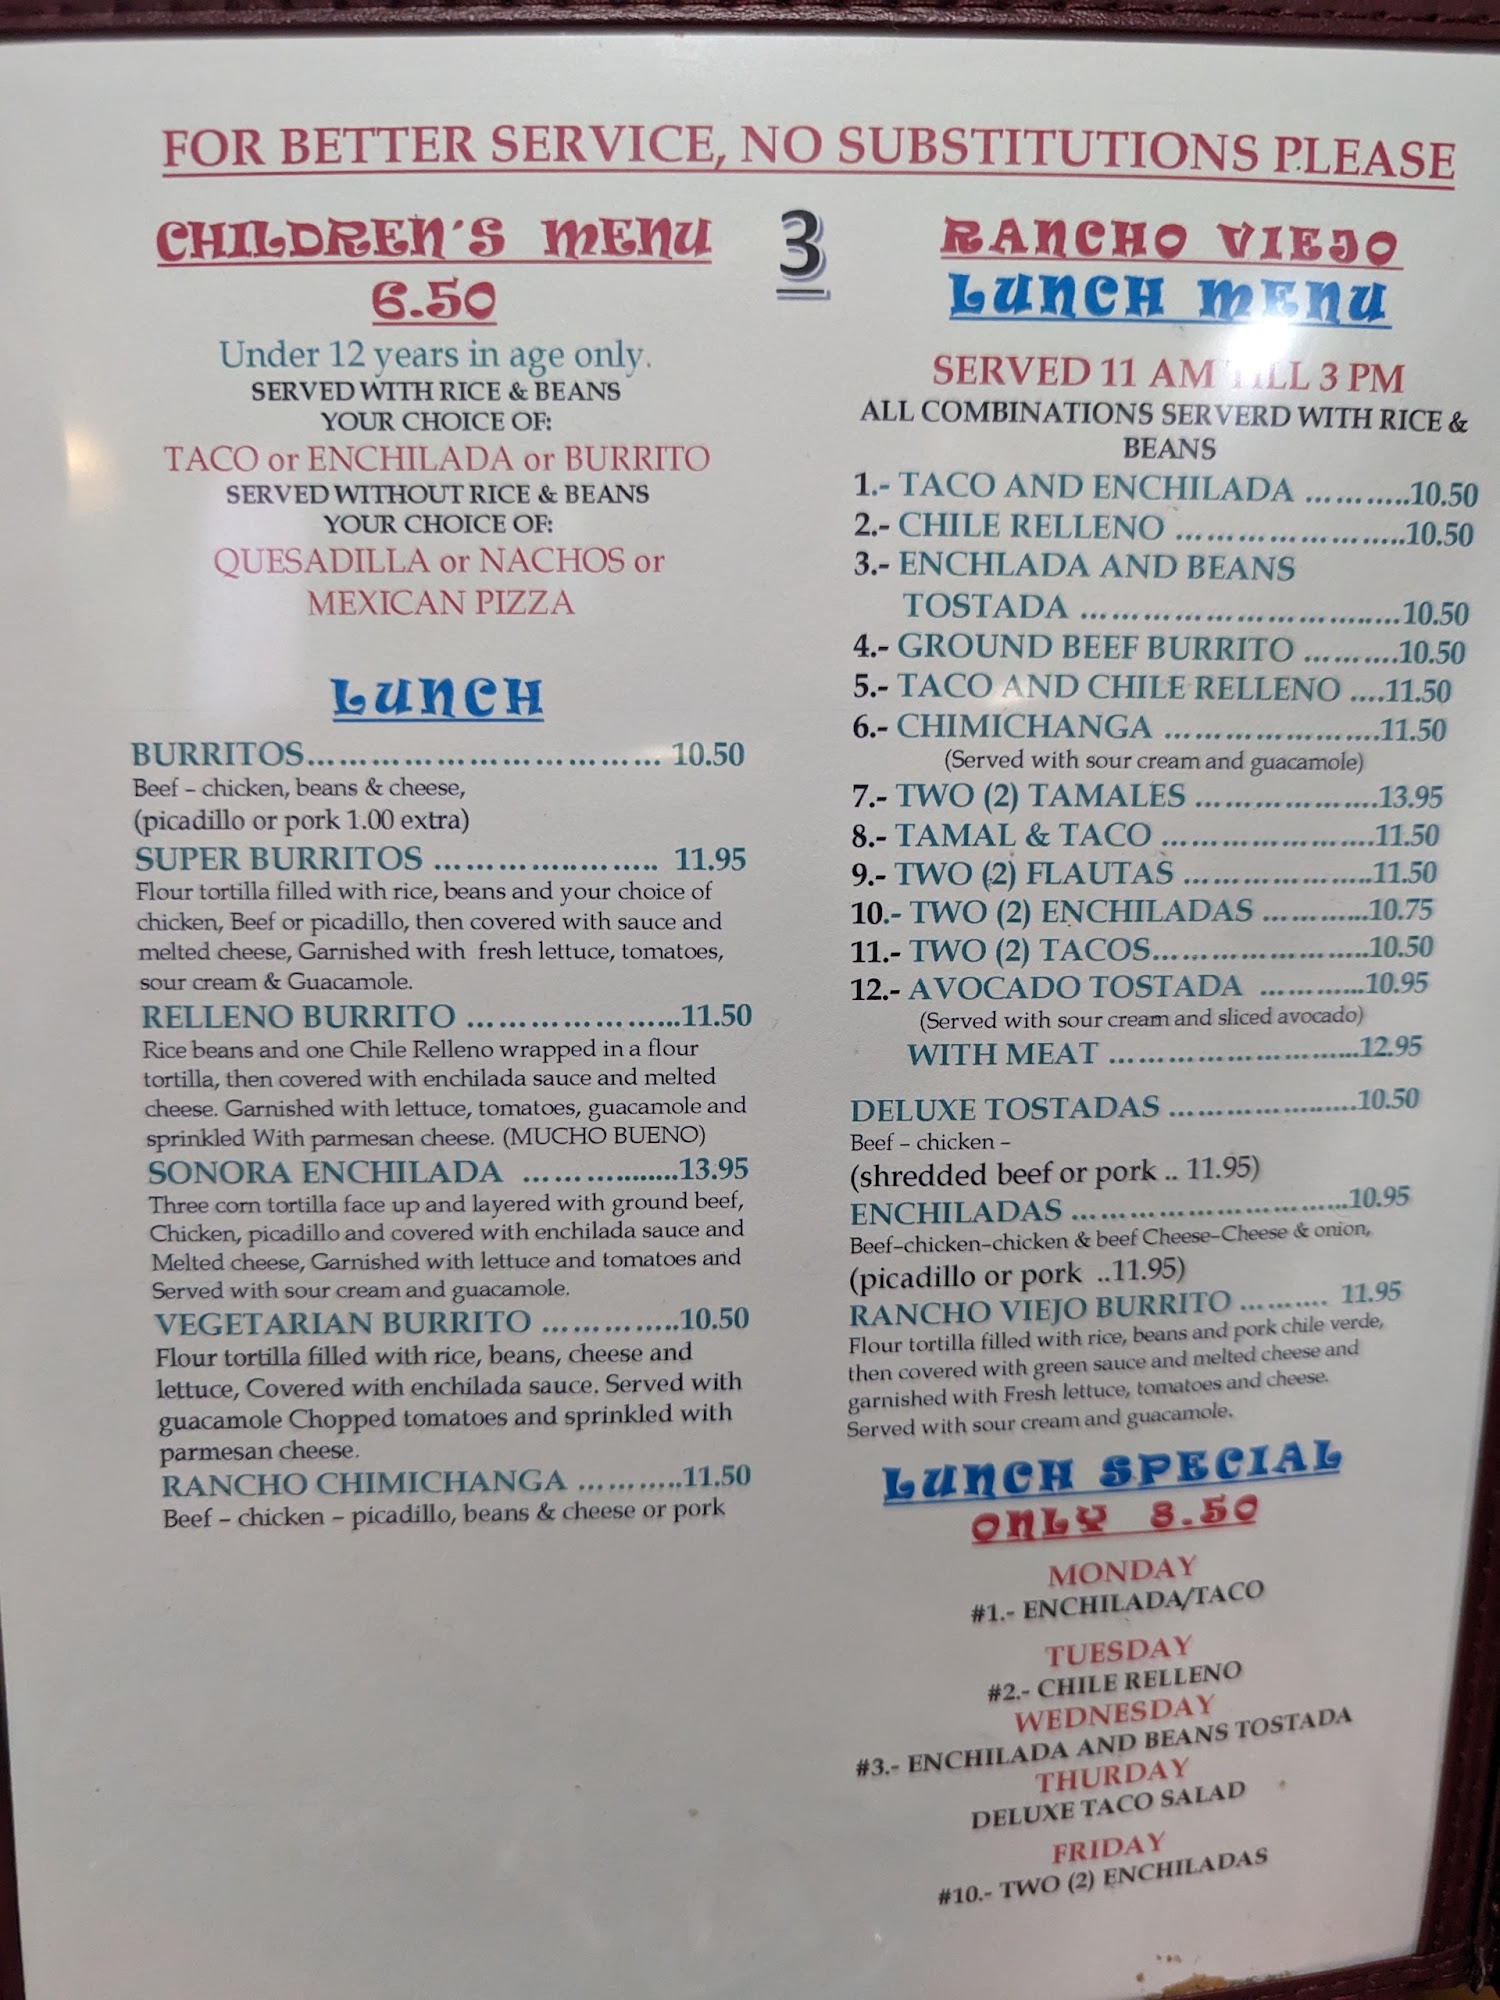 FOR BETTER SERVICE, NO SUBSTITUTIONS PLEASE
CHILDREN'S MENU
6.50
Under 12 years in age only.
SERVED WITH RICE & BEANS
YOUR CHOICE OF:
TACO or ENCHILADA or BURRITO
SERVED WITHOUT RICE & BEANS
YOUR CHOICE OF:
QUESADILLA or NACHOS or
MEXICAN PIZZA
LUNCH
BURRITOS.................................... 10.50
Beef – chicken, beans & cheese,
(picadillo or pork 1.00 extra)
SUPER BURRITOS ........................ 11.95
Flour tortilla filled with rice, beans and your choice of
chicken, Beef or picadillo, then covered with sauce and
melted cheese, Garnished with fresh lettuce, tomatoes,
sour cream & Guacamole.
RELLENO BURRITO ........................11.50
Rice beans and one Chile Relleno wrapped in a flour
tortilla, then covered with enchilada sauce and melted
cheese. Garnished with lettuce, tomatoes, guacamole and
sprinkled With parmesan cheese. (MUCHO BUENO)
SONORA ENCHILADA .................13.95
Three corn tortilla face up and layered with ground beef,
Chicken, picadillo and covered with enchilada sauce and
Melted cheese, Garnished with lettuce and tomatoes and
Served with sour cream and guacamole.
VEGETARIAN BURRITO ..............10.50
Flour tortilla filled with rice, beans, cheese and
lettuce, Covered with enchilada sauce. Served with
guacamole Chopped tomatoes and sprinkled with
parmesan cheese.
RANCHO CHIMICHANGA ...........11.50
Beef – chicken – picadillo, beans & cheese or pork
3
RANCHO VIEJO
LUNCH MENU
SERVED 11 AM TILL 3 PM
ALL COMBINATIONS SERVERD WITH RICE &
BEANS
1.- TACO AND ENCHILADA ...........10.50
2.- CHILE RELLENO ........................10.50
3.- ENCHLADA AND BEANS
TOSTADA ..................................10.50
4.- GROUND BEEF BURRITO ..........10.50
5.- TACO AND CHILE RELLENO ....11.50
6.- CHIMICHANGA ......................11.50
(Served with sour cream and guacamole)
7.- TWO (2) TAMALES ...................13.95
8.- TAMAL & TACO ......................11.50
9.- TWO (2) FLAUTAS ....................11.50
10.- TWO (2) ENCHILADAS ............10.75
11.- TWO (2) TACOS.......................10.50
12.- AVOCADO TOSTADA ............10.95
(Served with sour cream and sliced avocado)
WITH MEAT ..........................12.95
DELUXE TOSTADAS ....................10.50
Beef – chicken –
(shredded beef or pork .. 11.95)
ENCHILADAS .............................10.95
Beef–chicken–chicken & beef Cheese–Cheese & onion,
(picadillo or pork ..11.95)
RANCHO VIEJO BURRITO .......... 11.95
Flour tortilla filled with rice, beans and pork chile verde,
then covered with green sauce and melted cheese and
garnished with Fresh lettuce, tomatoes and cheese.
Served with sour cream and guacamole.
LUNCH SPECIAL
ONLY 8.50
MONDAY
#1.- ENCHILADA/TACO
TUESDAY
#2.- CHILE RELLENO
WEDNESDAY
#3.- ENCHILADA AND BEANS TOSTADA
THURDAY
DELUXE TACO SALAD
FRIDAY
#10.- TWO (2) ENCHILADAS